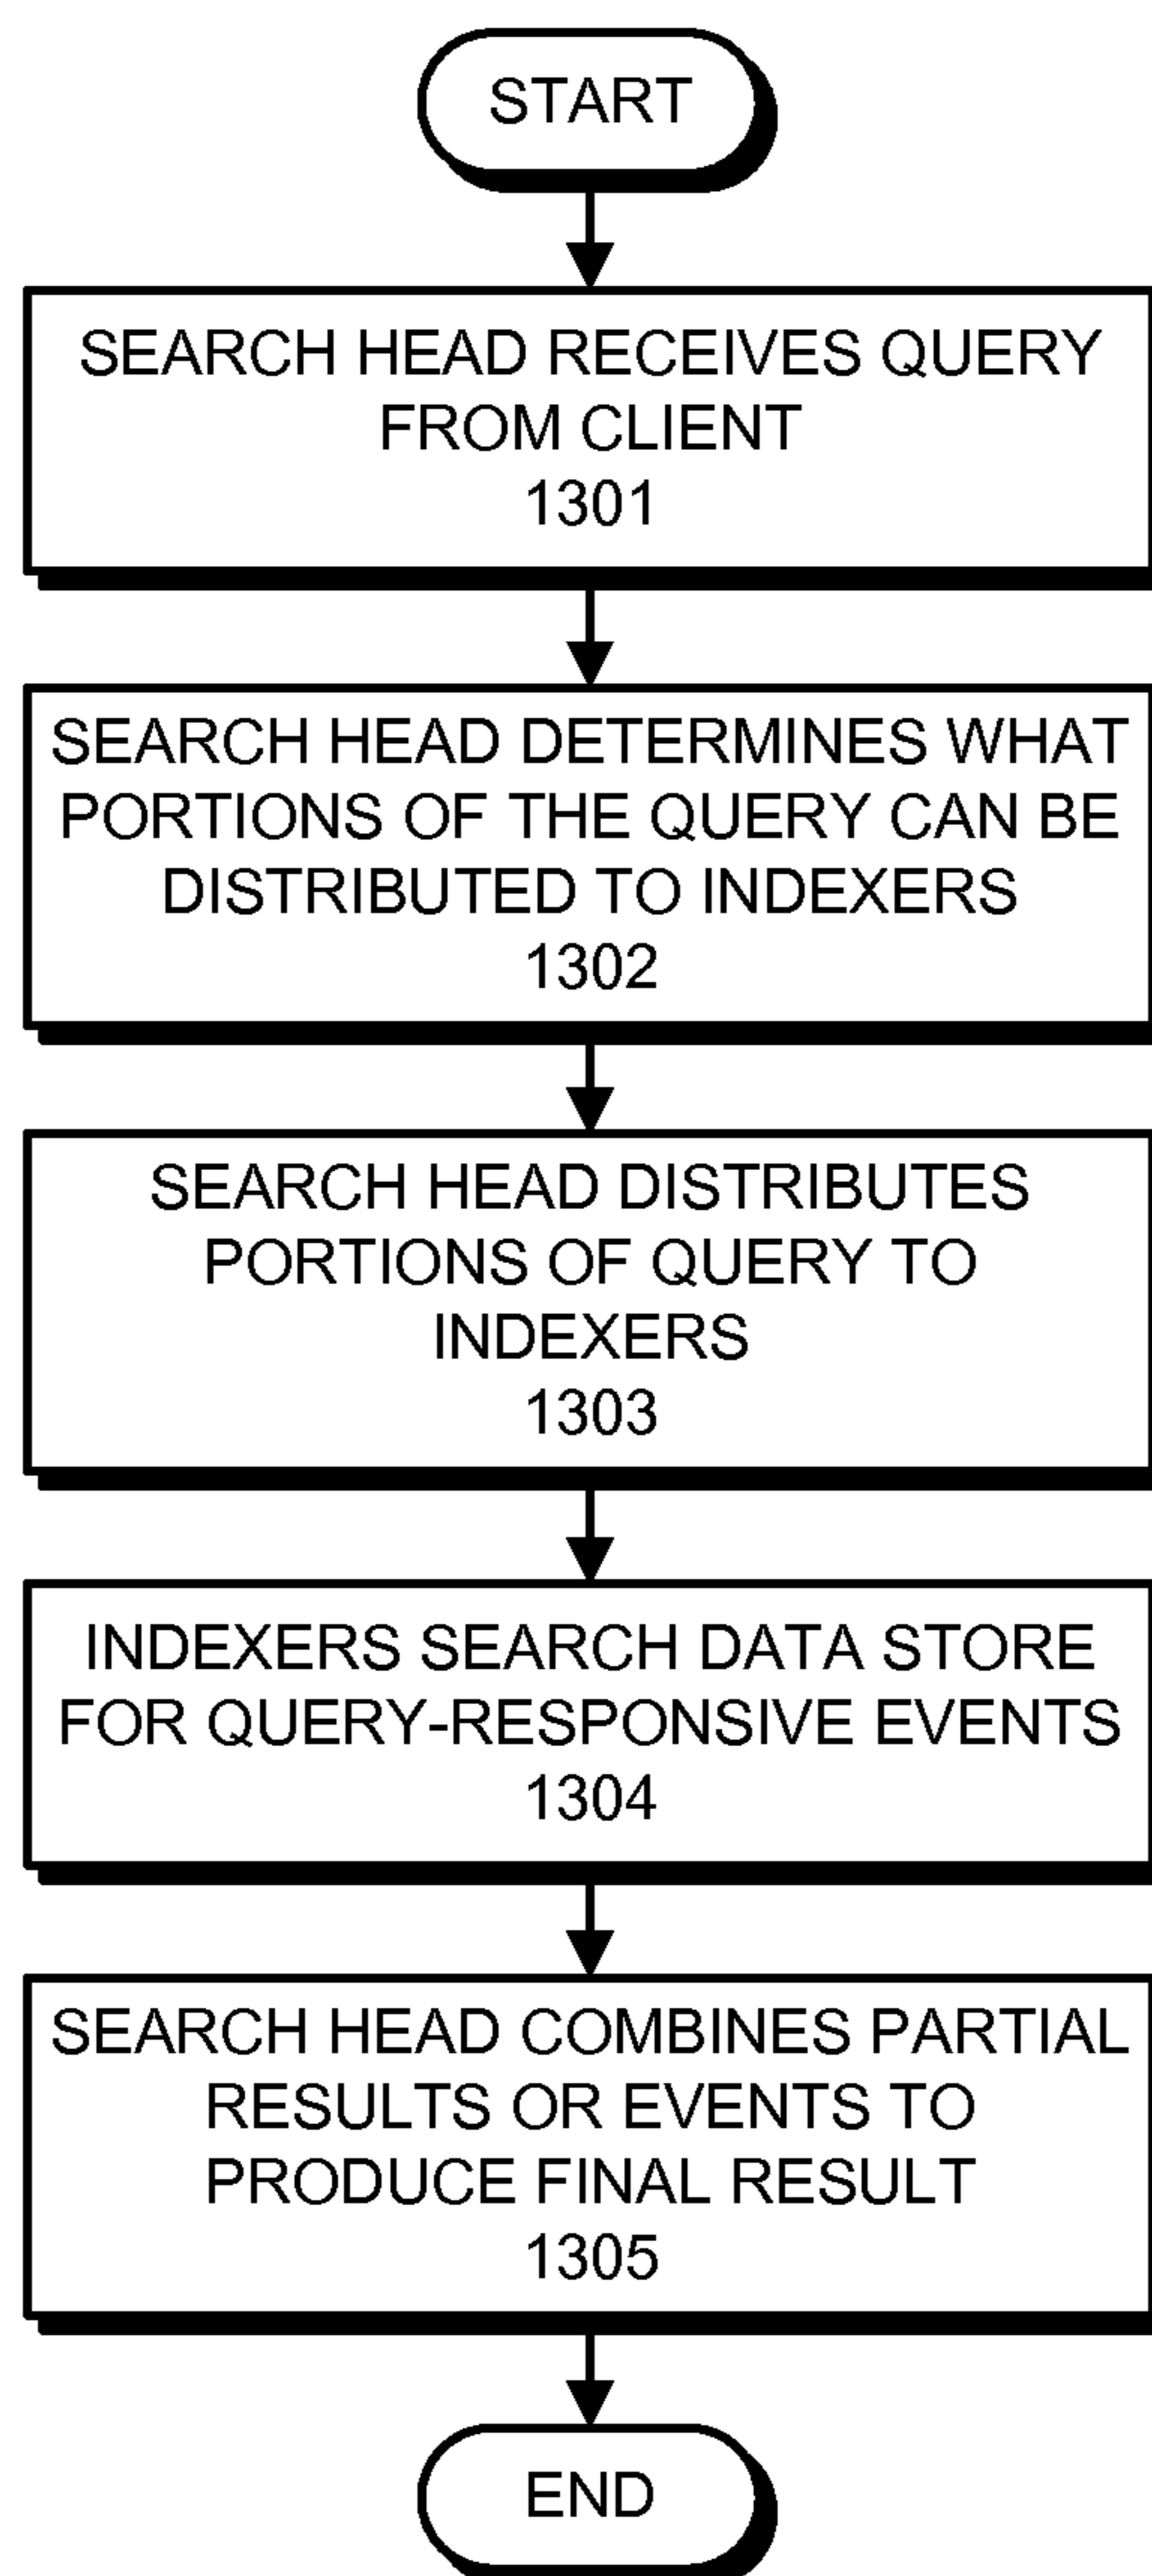 START
SEARCH HEAD RECEIVES QUERY
FROM CLIENT
1301
SEARCH HEAD DETERMINES WHAT
PORTIONS OF THE QUERY CAN BE
DISTRIBUTED TO INDEXERS
1302
SEARCH HEAD DISTRIBUTES
PORTIONS OF QUERY TO
INDEXERS
1303
INDEXERS SEARCH DATA STORE
FOR QUERY-RESPONSIVE EVENTS
1304
SEARCH HEAD COMBINES PARTIAL
RESULTS OR EVENTS TO
PRODUCE FINAL RESULT
1305
END